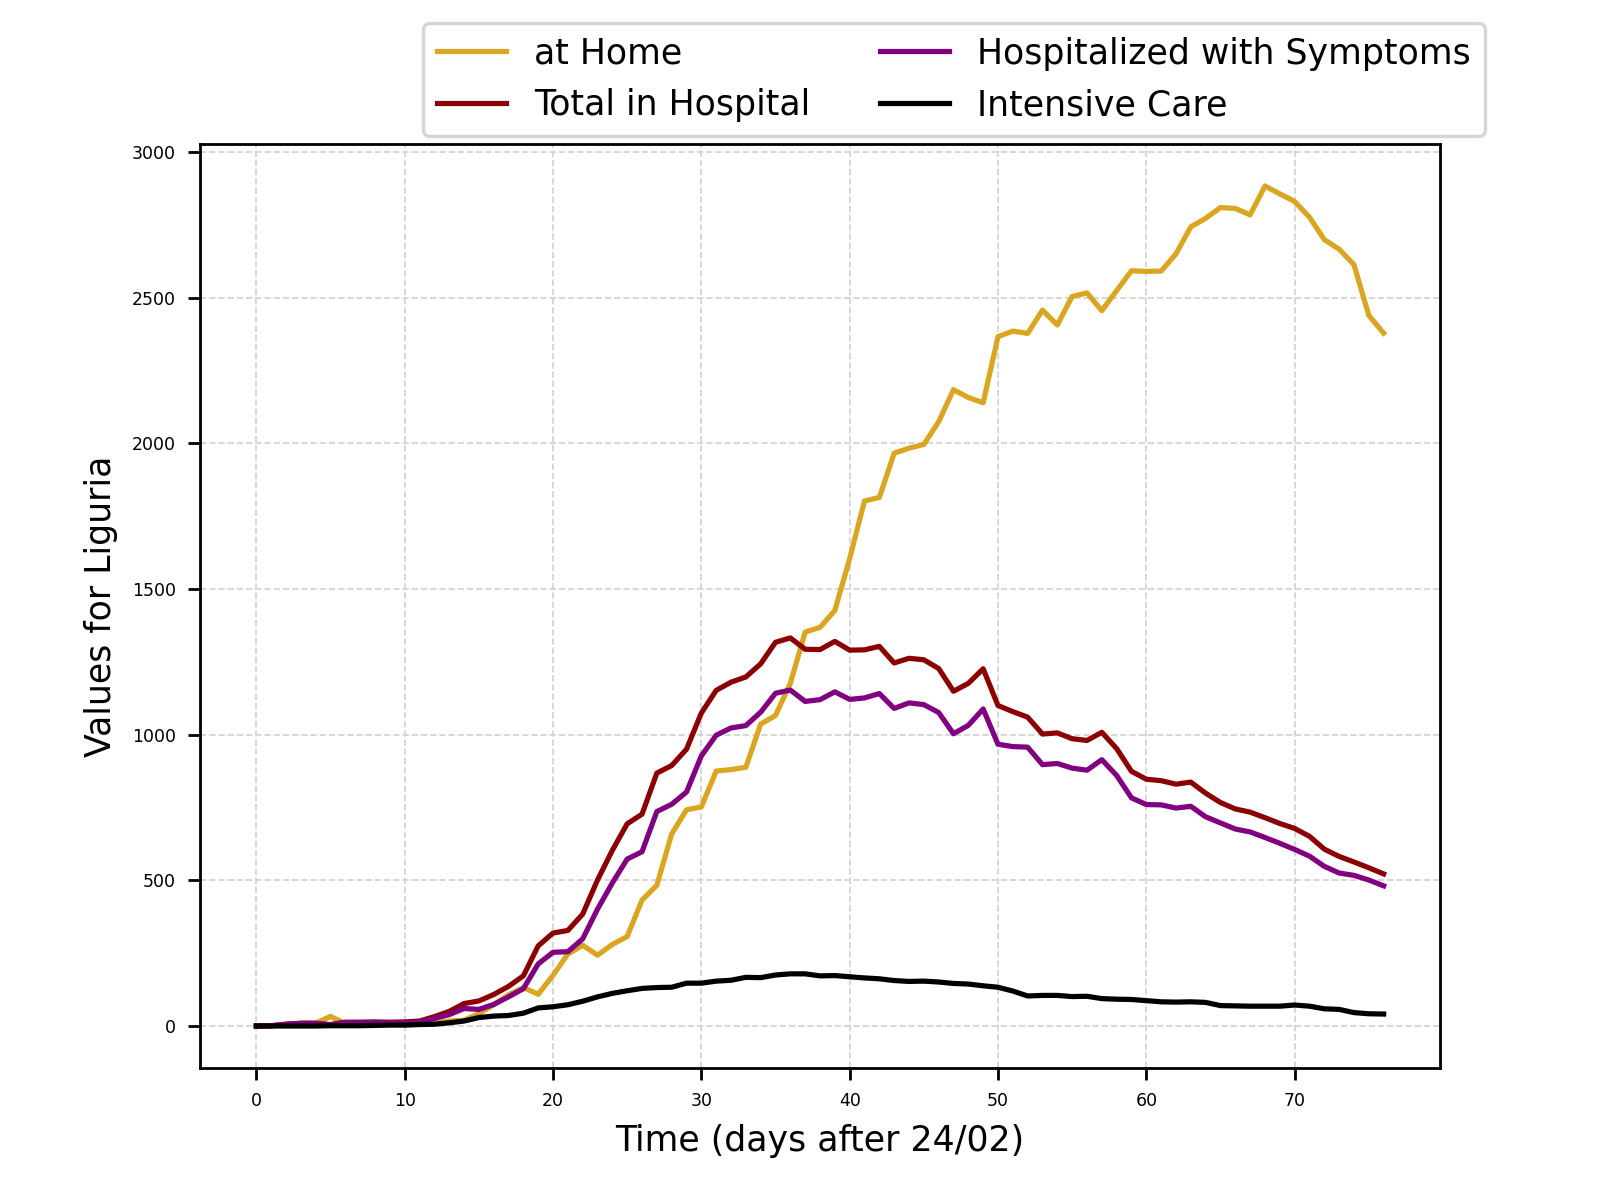 at Home
Total in Hospital
Hospitalized with Symptoms
Intensive Care
3000
2500
2000
1500
1000
500
0
Values for Liguria
0 10 20 30 40 50 60 70
Time (days after 24/02)